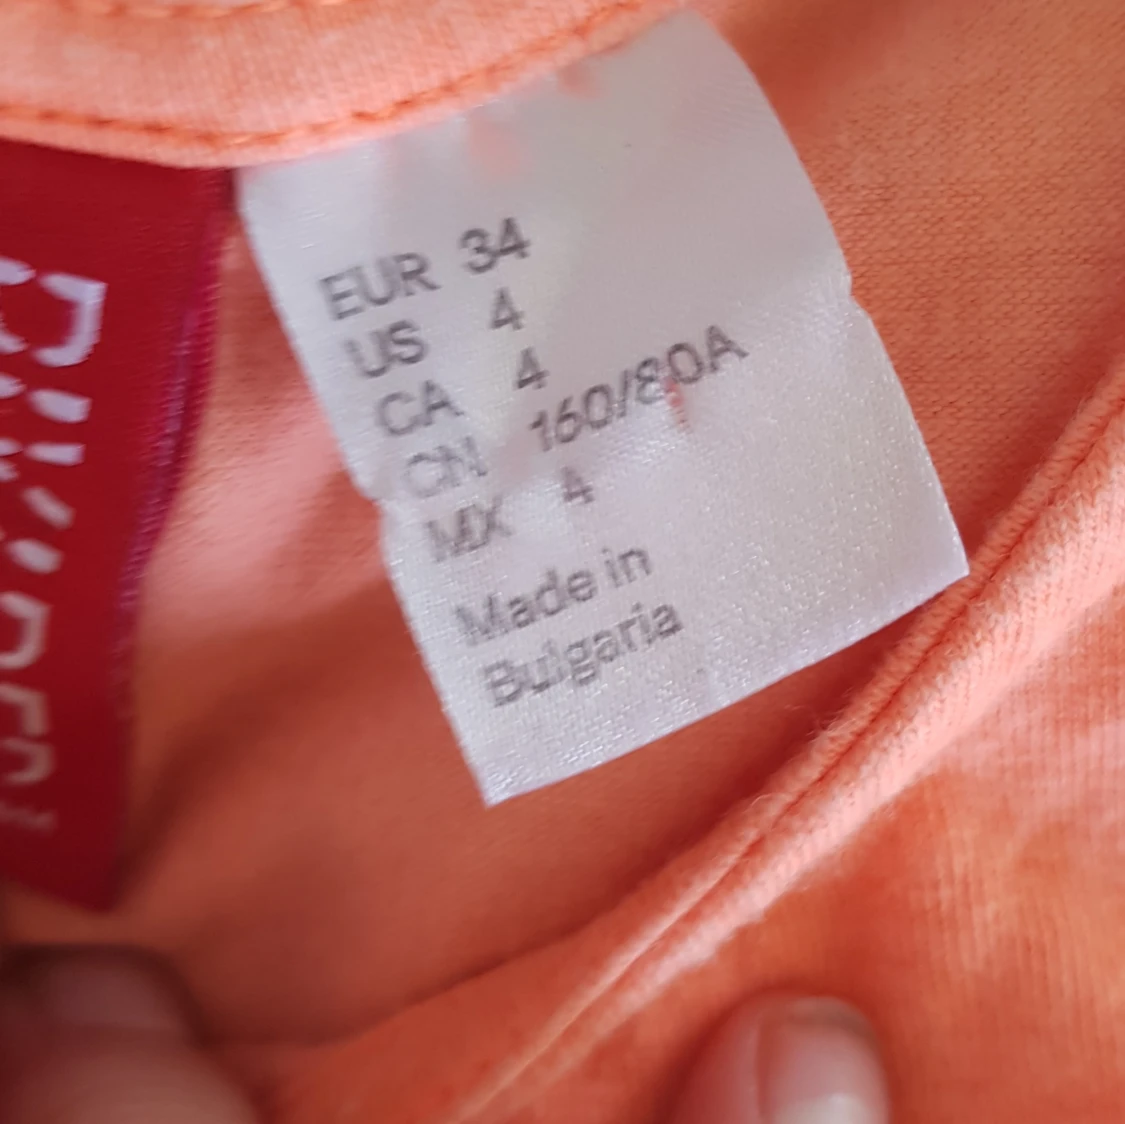 EUR 34
US 4
CA 4
CN 160/80A
MX 4
Made in
Bulgaria